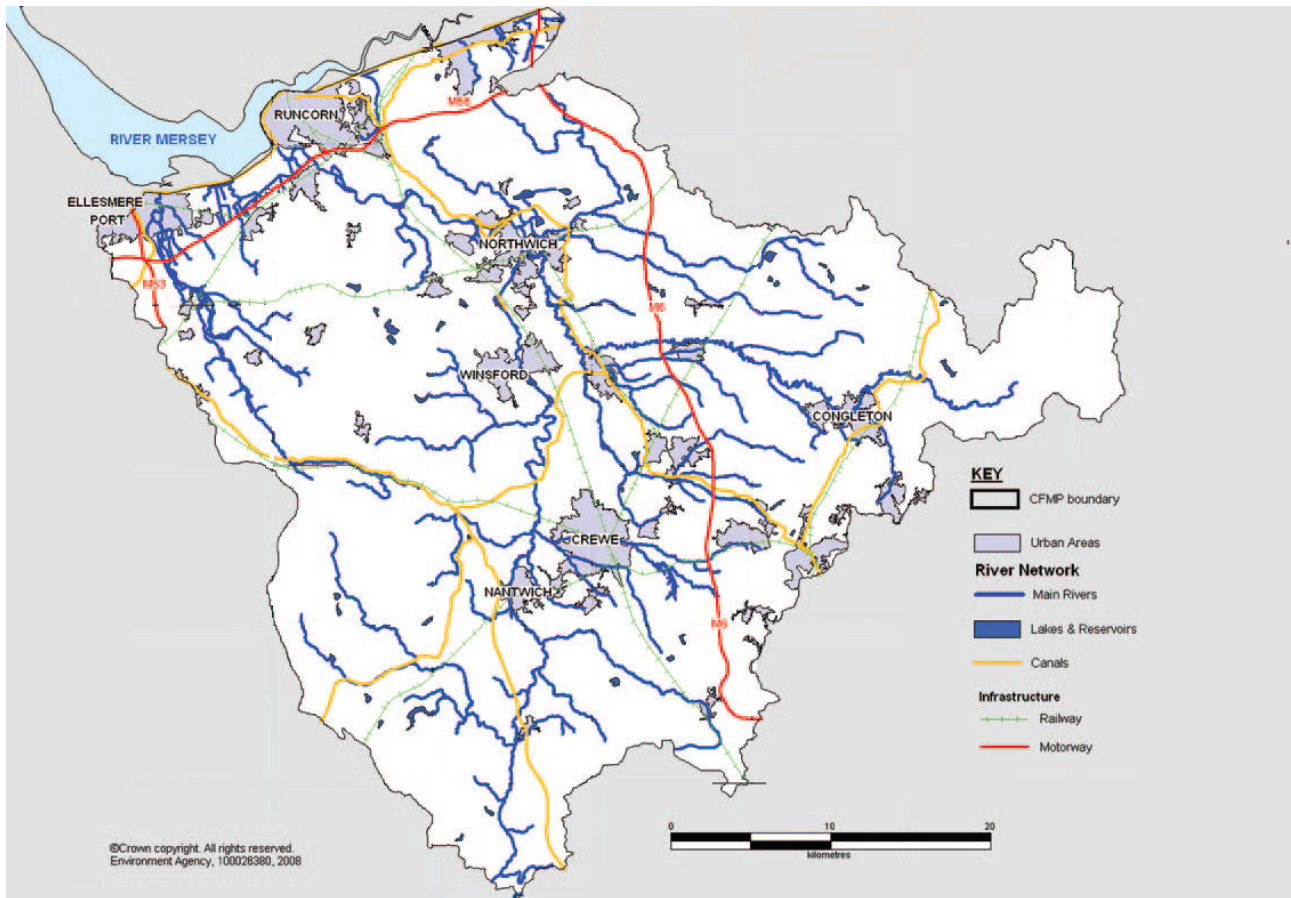 RUNCORN
M56
RIVER MERSEY
ELLESMERE
PORT
NORTHWICH
M53
M6
WINSFORD
CONGLETON
CREWE
NANTWICH
M6
KEY
CFMP boundary
Urban Areas
River Network
Main Rivers
Lakes & Reservoirs
Canals
Infrastructure
Railway
Motorway
0 10 20
kilometres
©Crown copyright. All rights reserved.
Environment Agency, 100026380, 2008